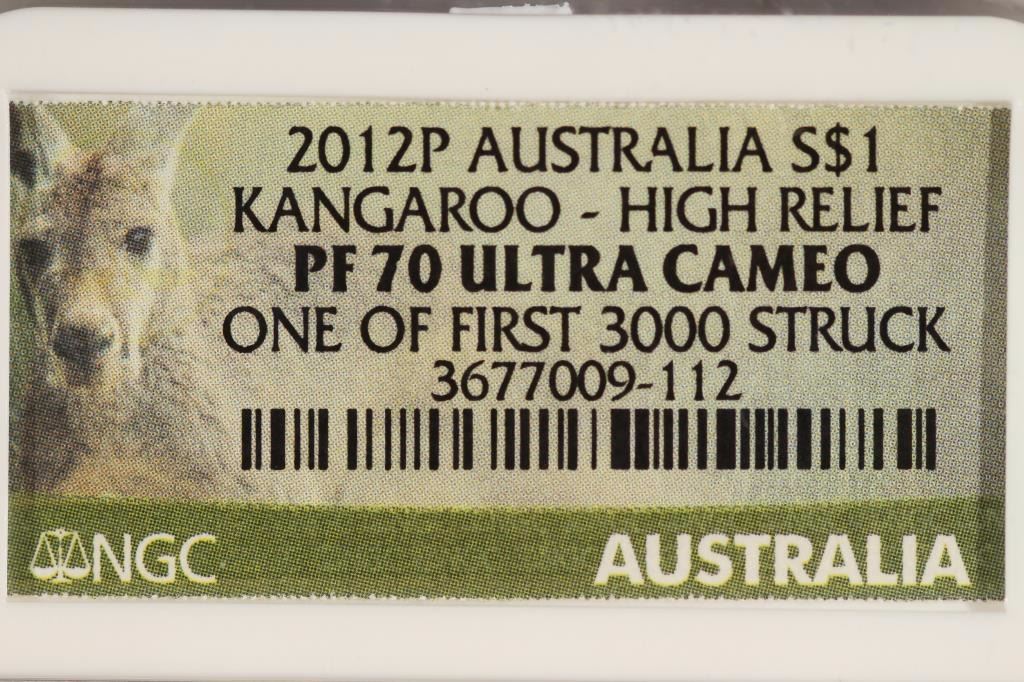 2012P AUSTRALIA S$1
KANGAROO - HIGH RELIEF
PF 70 ULTRA CAMEO
ONE OF FIRST 3000 STRUCK
3677009-112
NGC
AUSTRALIA